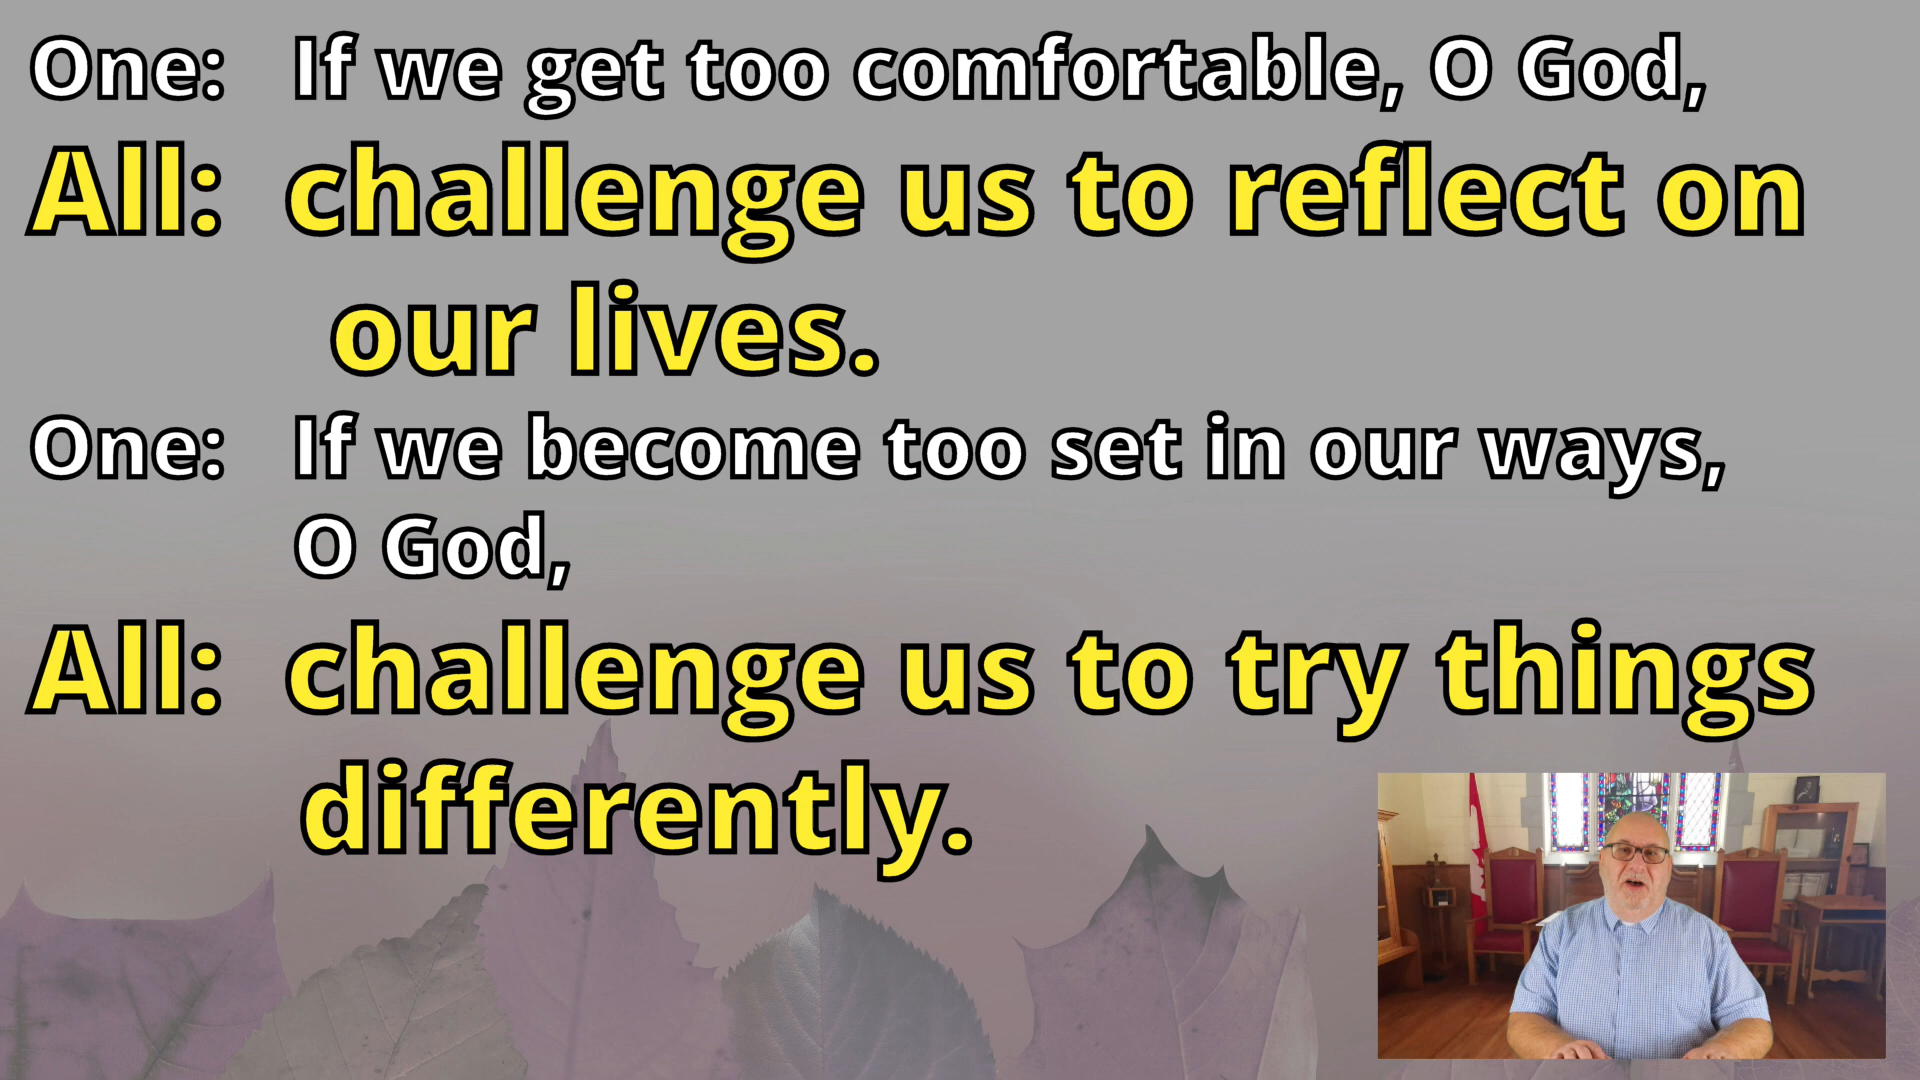 One: If we get too comfortable, O God,
All: challenge us to reflect on
our lives.
One: If we become too set in our ways,
O God,
All: challenge us to try things
differently.